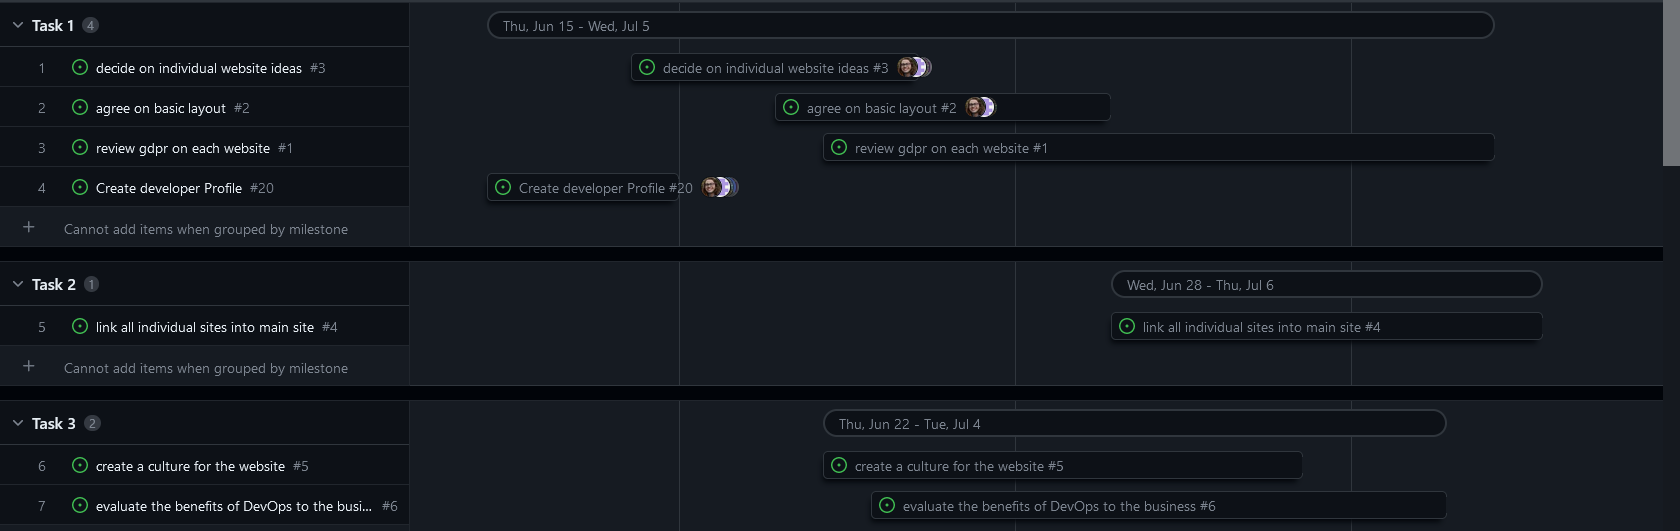 Task 1 4 Thu, Jun 15 - Wed, Jul 5
1 decide on individual website ideas #3 decide on individual website ideas #3
2 agree on basic layout #2 agree on basic layout #2
3 review gdpr on each website #1 review gdpr on each website #1
4 Create developer Profile #20 Create developer Profile #20
+ Cannot add items when grouped by milestone
Task 2 1 Wed, Jun 28 - Thu, Jul 6
5 link all individual sites into main site #4 link all individual sites into main site #4
+ Cannot add items when grouped by milestone
Task 3 2 Thu, Jun 22 - Tue, Jul 4
6 create a culture for the website #5 create a culture for the website #5
7 evaluate the benefits of DevOps to the busi... #6 evaluate the benefits of DevOps to the business #6